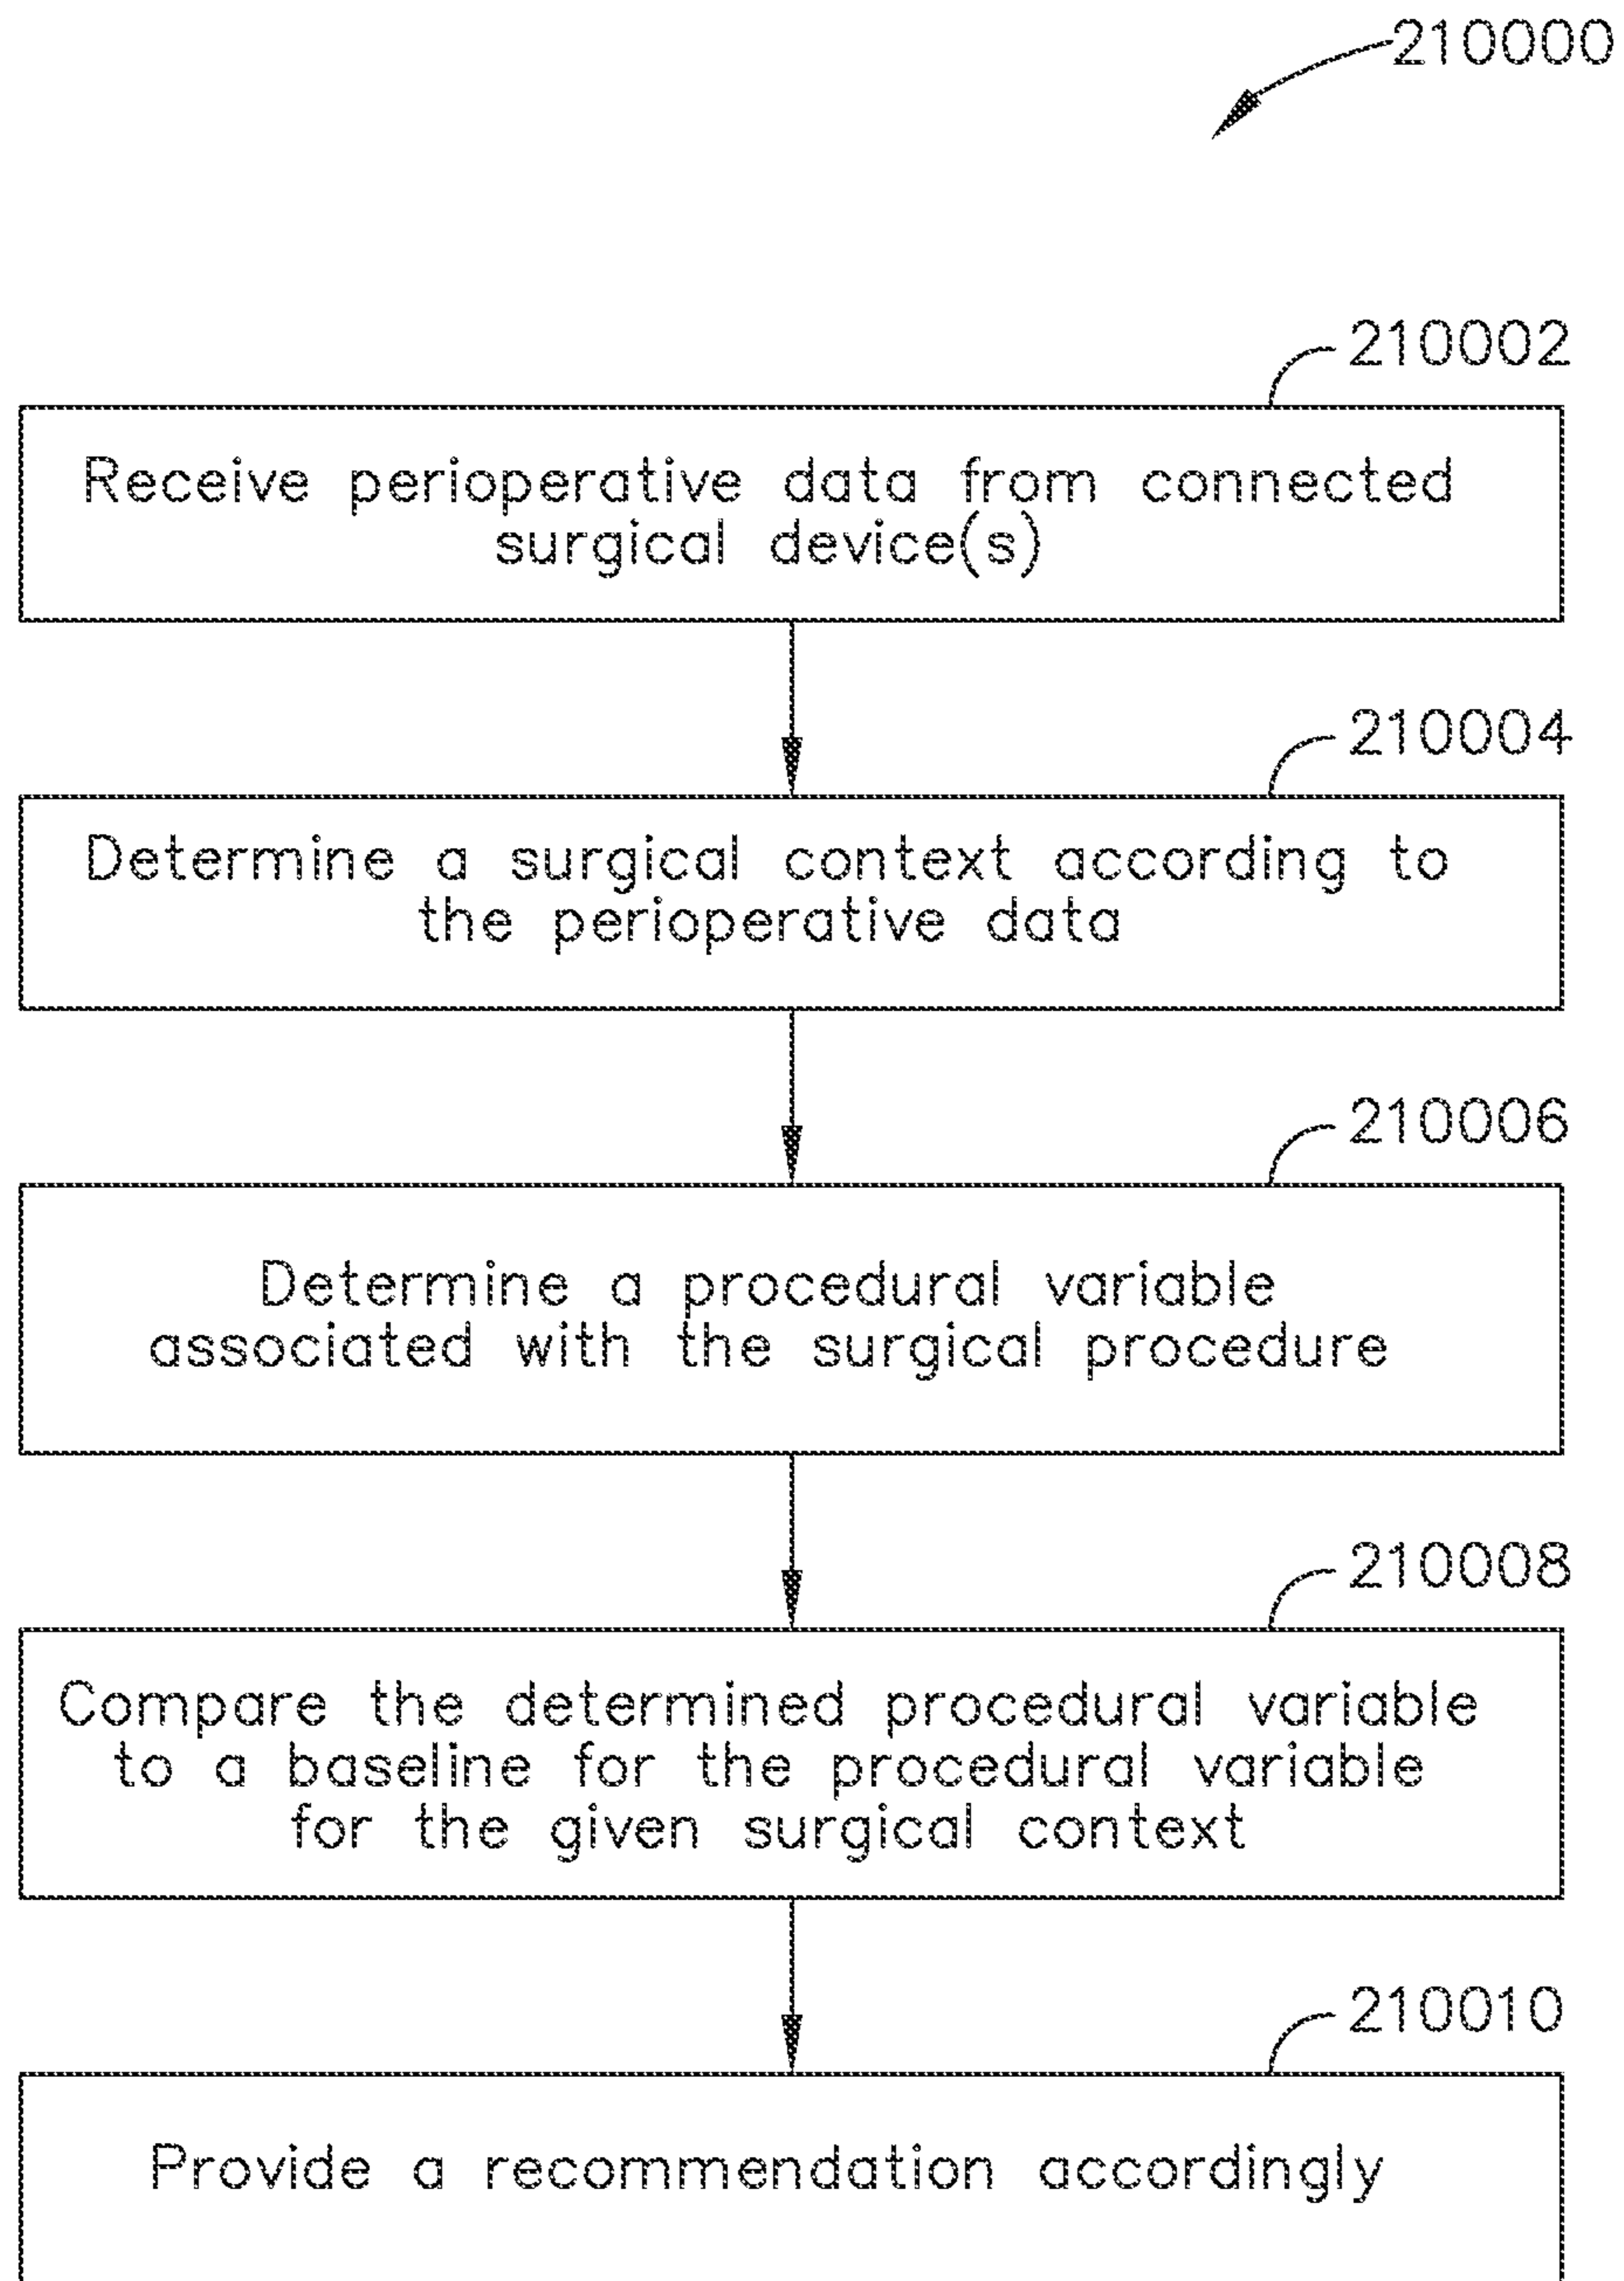 210000
210002
Receive perioperative data from connected
surgical device(s)
210004
Determine a surgical context according to
the perioperative data
210006
Determine a procedural variable
associated with the surgical procedure
210008
Compare the determined procedural variable
to a baseline for the procedural variable
for the given surgical context
210010
Provide a recommendation accordingly